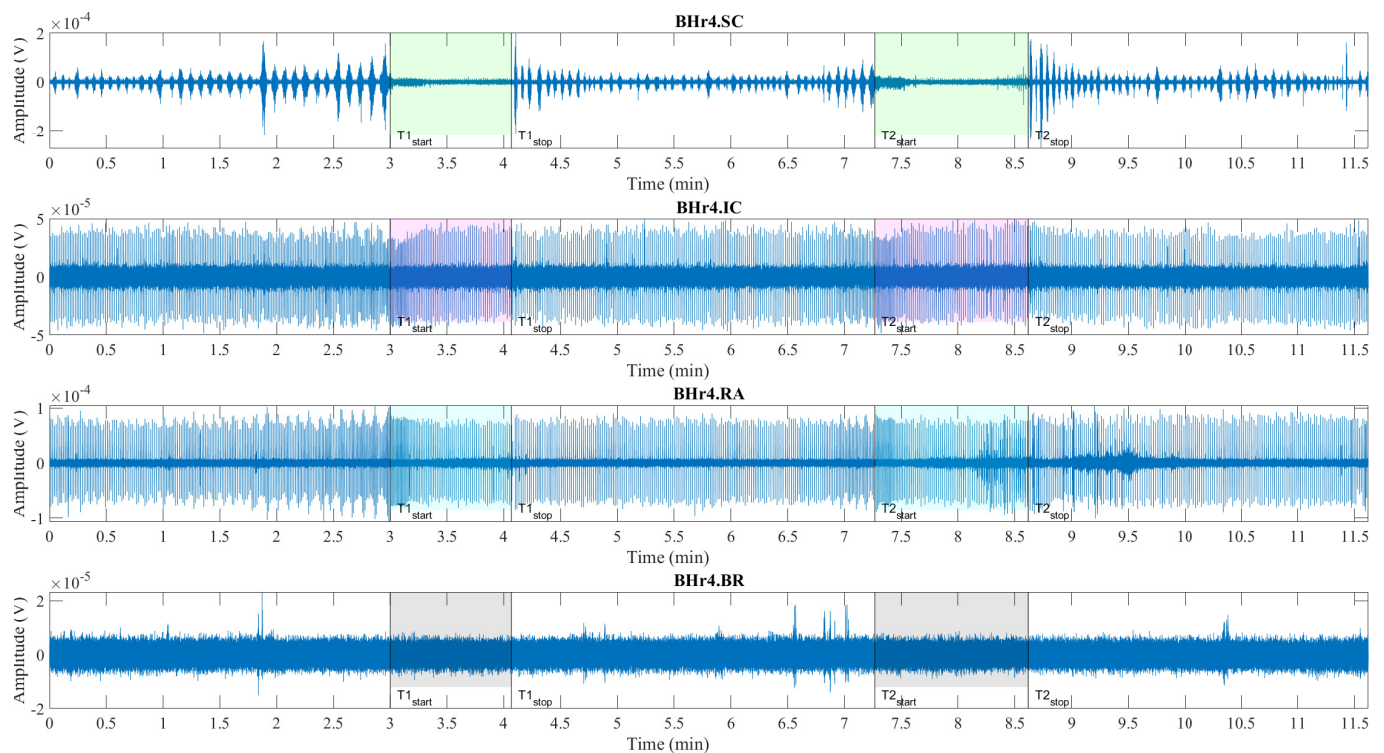 BHr4.SC
×10⁻⁴
2
0
-2
Amplitude (V)
T1start T1stop T2start T2stop
0 0.5 1 1.5 2 2.5 3 3.5 4 4.5 5 5.5 6 6.5 7 7.5 8 8.5 9 9.5 10 10.5 11 11.5
Time (min)
BHr4.IC
×10⁻⁵
5
0
-5
Amplitude (V)
T1start T1stop T2start T2stop
0 0.5 1 1.5 2 2.5 3 3.5 4 4.5 5 5.5 6 6.5 7 7.5 8 8.5 9 9.5 10 10.5 11 11.5
Time (min)
BHr4.RA
×10⁻⁴
1
0
-1
Amplitude (V)
T1start T1stop T2start T2stop
0 0.5 1 1.5 2 2.5 3 3.5 4 4.5 5 5.5 6 6.5 7 7.5 8 8.5 9 9.5 10 10.5 11 11.5
Time (min)
BHr4.BR
×10⁻⁵
2
0
-2
Amplitude (V)
T1start T1stop T2start T2stop
0 0.5 1 1.5 2 2.5 3 3.5 4 4.5 5 5.5 6 6.5 7 7.5 8 8.5 9 9.5 10 10.5 11 11.5
Time (min)